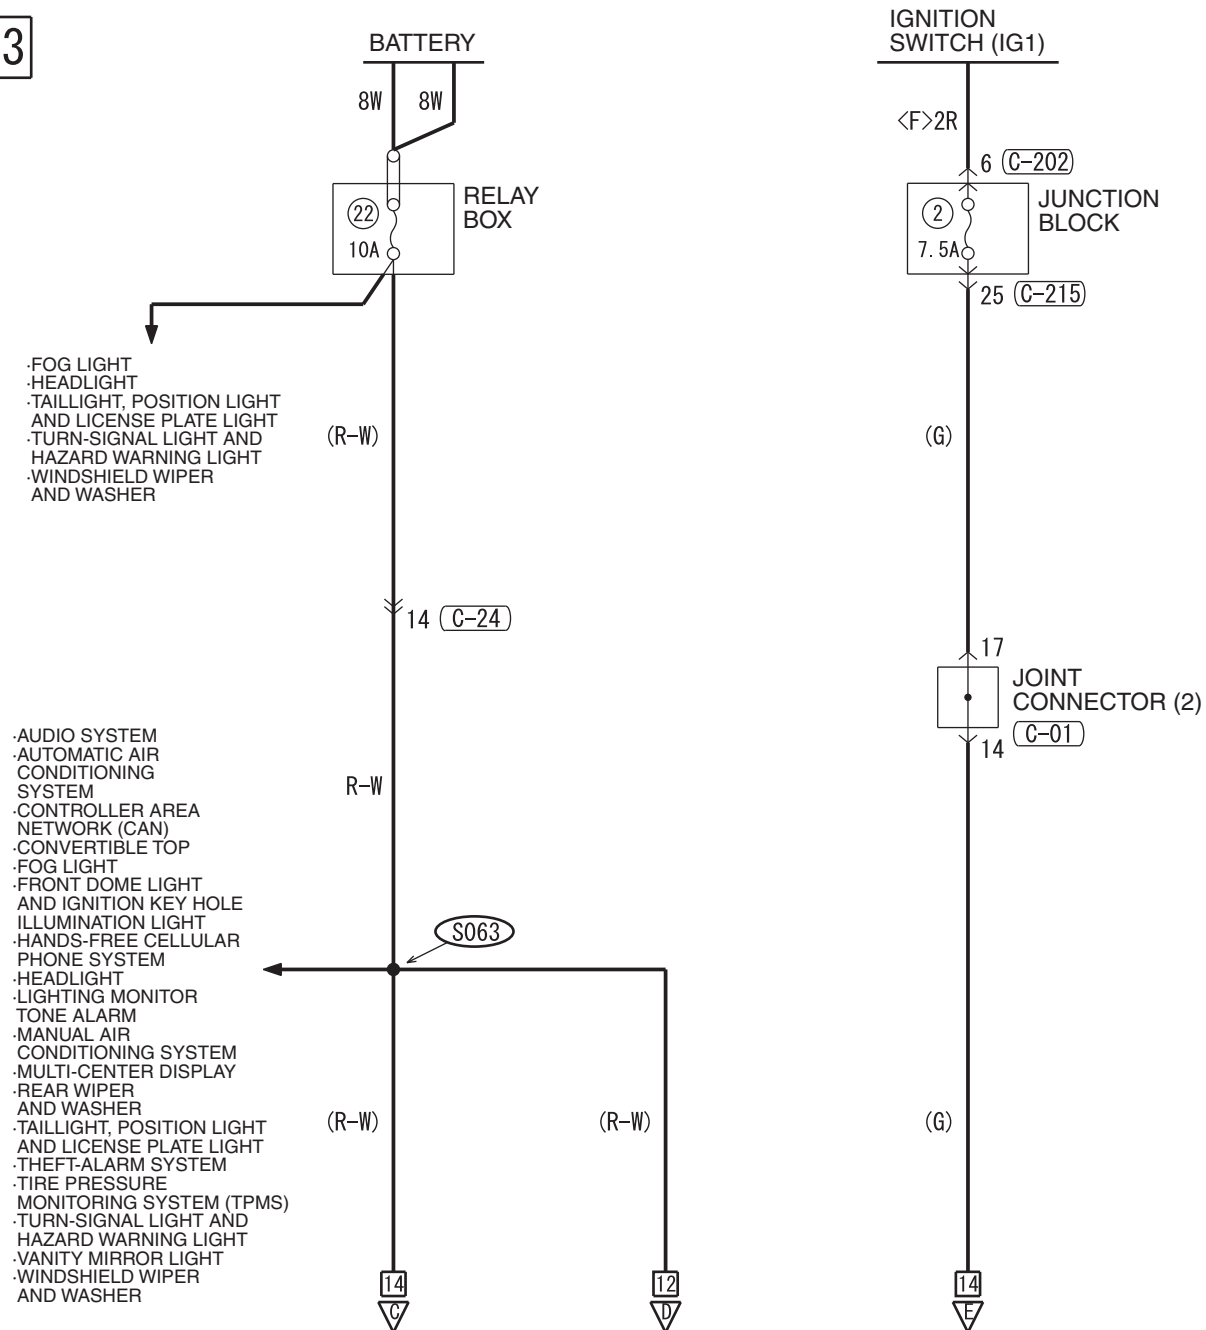 3
BATTERY
8W
8W
22
10A
RELAY
BOX
·FOG LIGHT
·HEADLIGHT
·TAILLIGHT, POSITION LIGHT
AND LICENSE PLATE LIGHT
·TURN-SIGNAL LIGHT AND
HAZARD WARNING LIGHT
·WINDSHIELD WIPER
AND WASHER
(R-W)
14 C-24
R-W
·AUDIO SYSTEM
·AUTOMATIC AIR
CONDITIONING
SYSTEM
·CONTROLLER AREA
NETWORK (CAN)
·CONVERTIBLE TOP
·FOG LIGHT
·FRONT DOME LIGHT
AND IGNITION KEY HOLE
ILLUMINATION LIGHT
·HANDS-FREE CELLULAR
PHONE SYSTEM
·HEADLIGHT
·LIGHTING MONITOR
TONE ALARM
·MANUAL AIR
CONDITIONING SYSTEM
·MULTI-CENTER DISPLAY
·REAR WIPER
AND WASHER
·TAILLIGHT, POSITION LIGHT
AND LICENSE PLATE LIGHT
·THEFT-ALARM SYSTEM
·TIRE PRESSURE
MONITORING SYSTEM (TPMS)
·TURN-SIGNAL LIGHT AND
HAZARD WARNING LIGHT
·VANITY MIRROR LIGHT
·WINDSHIELD WIPER
AND WASHER
S063
(R-W)
(R-W)
14
C
12
D
IGNITION
SWITCH (IG1)
<F>2R
6 C-202
2
7.5A
JUNCTION
BLOCK
25 C-215
(G)
17
JOINT
CONNECTOR (2)
C-01
14
(G)
14
E